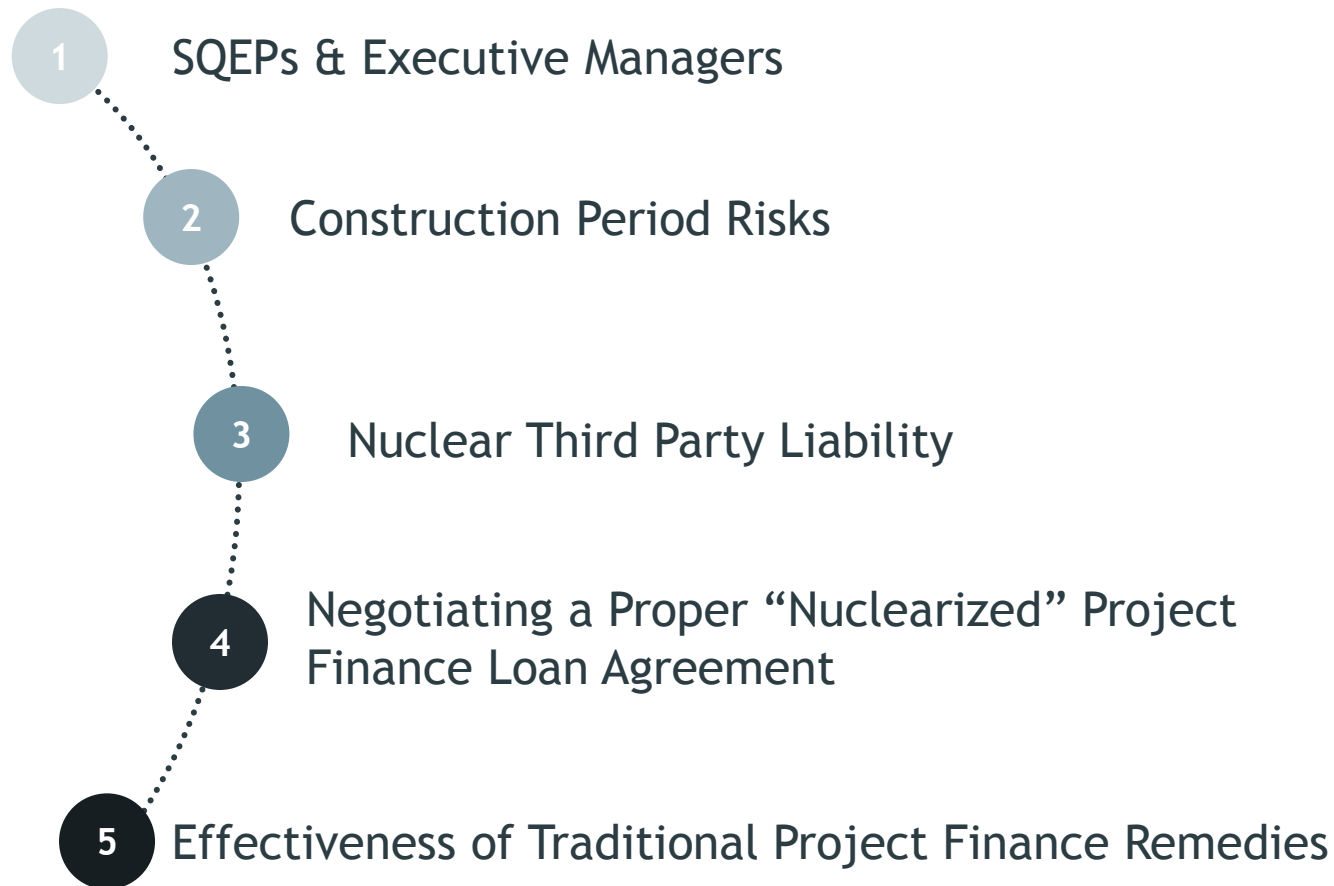 1 SQEPs & Executive Managers
2 Construction Period Risks
3 Nuclear Third Party Liability
4 Negotiating a Proper “Nuclearized” Project
Finance Loan Agreement
5 Effectiveness of Traditional Project Finance Remedies